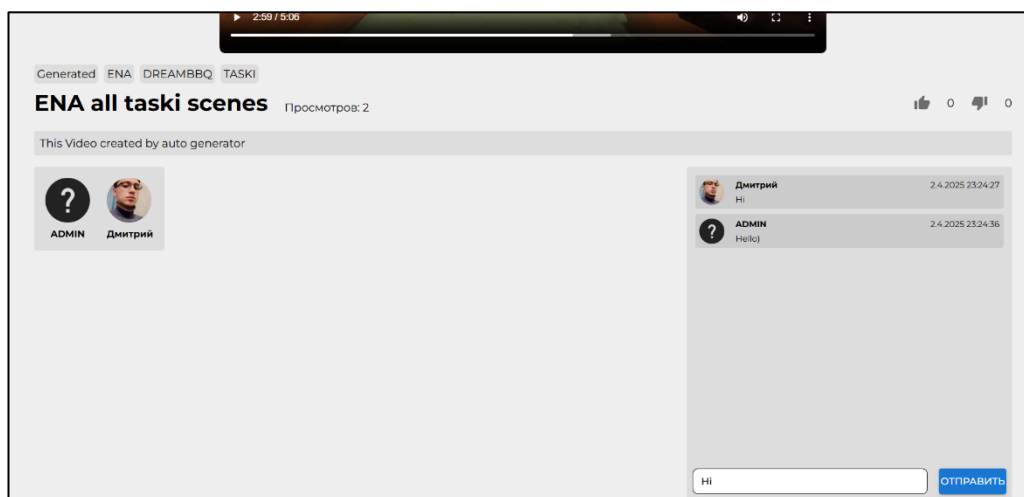 2:59 / 5:06
Generated ENA DREAMBBQ TASKI
ENA all taski scenes Просмотров: 2
0 0
This Video created by auto generator
ADMIN Дмитрий
Дмитрий 2.4.2025 23:24:27
Hi
ADMIN 2.4.2025 23:24:36
Hello)
Hi
ОТПРАВИТЬ